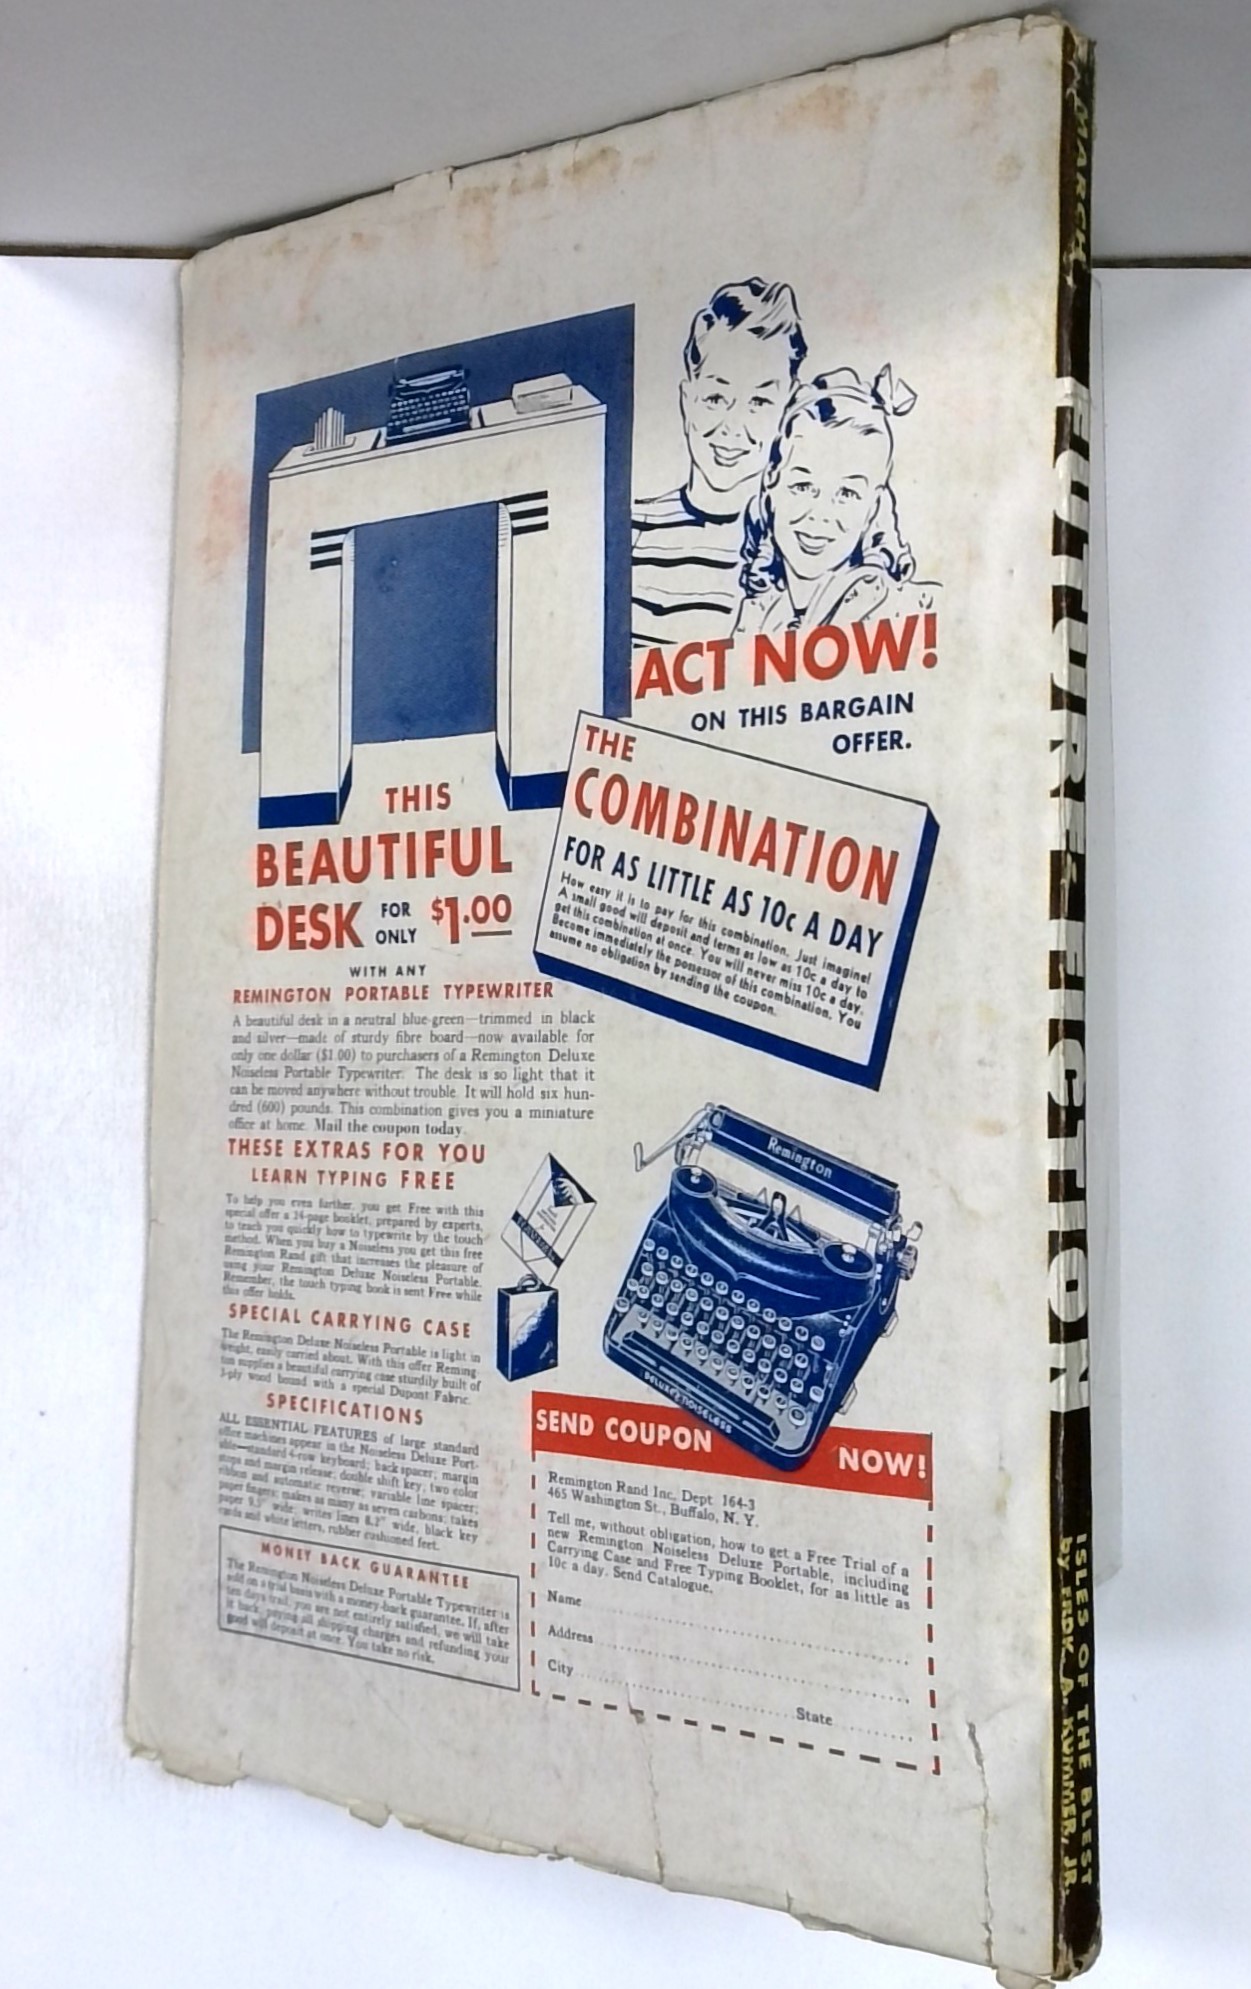 ACT NOW!
ON THIS BARGAIN
OFFER.
THE
COMBINATION
FOR AS LITTLE AS 10c A DAY
How easy it is to pay for this combination. Just imagine!
A small good will deposit and terms as low as 10c a day to
get this combination at once. You will never miss 10c a day.
Become immediately the possessor of this combination. You
assume no obligation by sending the coupon.
THIS
BEAUTIFUL
DESK FOR ONLY $1.00
WITH ANY
REMINGTON PORTABLE TYPEWRITER
A beautiful desk in a neutral blue-green—trimmed in black
and silver—made of sturdy fibre board—now available for
only one dollar ($1.00) to purchasers of a Remington Deluxe
Noiseless Portable Typewriter. The desk is so light that it
can be moved anywhere without trouble. It will hold six hun-
dred (600) pounds. This combination gives you a miniature
office at home. Mail the coupon today.
THESE EXTRAS FOR YOU
LEARN TYPING FREE
To help you even further, you get Free with this
special offer a 24-page booklet, prepared by experts,
to teach you quickly how to typewrite by the touch
method. When you buy a Noiseless you get this free
Remington Rand gift that increases the pleasure of
using your Remington Deluxe Noiseless Portable.
Remember, the touch typing book is sent Free while
this offer holds.
SPECIAL CARRYING CASE
The Remington Deluxe Noiseless Portable is light in
weight, easily carried about. With this offer Reming-
ton supplies a beautiful carrying case sturdily built of
3-ply wood bound with a special Dupont Fabric.
SPECIFICATIONS
ALL ESSENTIAL FEATURES of large standard
office machines appear in the Noiseless Deluxe Port-
able—standard 4-row keyboard; back spacer; margin
stops and margin release; double shift key; two color
ribbon and automatic reverse; variable line spacer;
paper fingers; makes as many as seven carbons; takes
paper 9.5" wide; writes lines 8.2" wide, black key
cards and white letters, rubber cushioned feet.
MONEY BACK GUARANTEE
The Remington Noiseless Deluxe Portable Typewriter is
sold on a trial basis with a money-back guarantee. If, after
ten days trial, you are not entirely satisfied, we will take
it back, paying all shipping charges and refunding your
good will deposit at once. You take no risk.
Remington
DELUXE NOISELESS
SEND COUPON NOW!
Remington Rand Inc. Dept. 164-3
465 Washington St., Buffalo, N. Y.
Tell me, without obligation, how to get a Free Trial of a
new Remington Noiseless Deluxe Portable, including
Carrying Case and Free Typing Booklet, for as little as
10c a day. Send Catalogue.
Name
Address
City
State
MARCH
FUTURE FICTION
ISLES OF THE BLEST
by FRDK. A. KUMMER, JR.